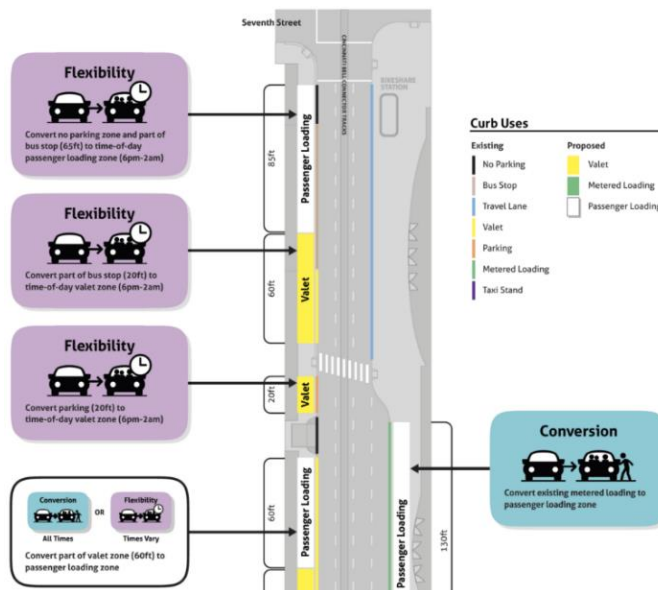 Seventh Street
CINCINNATI BELL CONNECTOR TRACKS
BIKESHARE
STATION
Flexibility
Convert no parking zone and part of
bus stop (65ft) to time-of-day
passenger loading zone (6pm-2am)
85ft
Passenger Loading
Flexibility
Convert part of bus stop (20ft) to
time-of-day valet zone (6pm-2am)
60ft
Valet
Flexibility
Convert parking (20ft) to
time-of-day valet zone (6pm-2am)
20ft
Valet
Conversion
OR
Flexibility
All Times
Times Vary
Convert part of valet zone (60ft) to
passenger loading zone
60ft
Passenger Loading
Passenger Loading
130ft
Curb Uses
Existing
No Parking
Bus Stop
Travel Lane
Valet
Parking
Metered Loading
Taxi Stand
Proposed
Valet
Metered Loading
Passenger Loading
Conversion
Convert existing metered loading to
passenger loading zone